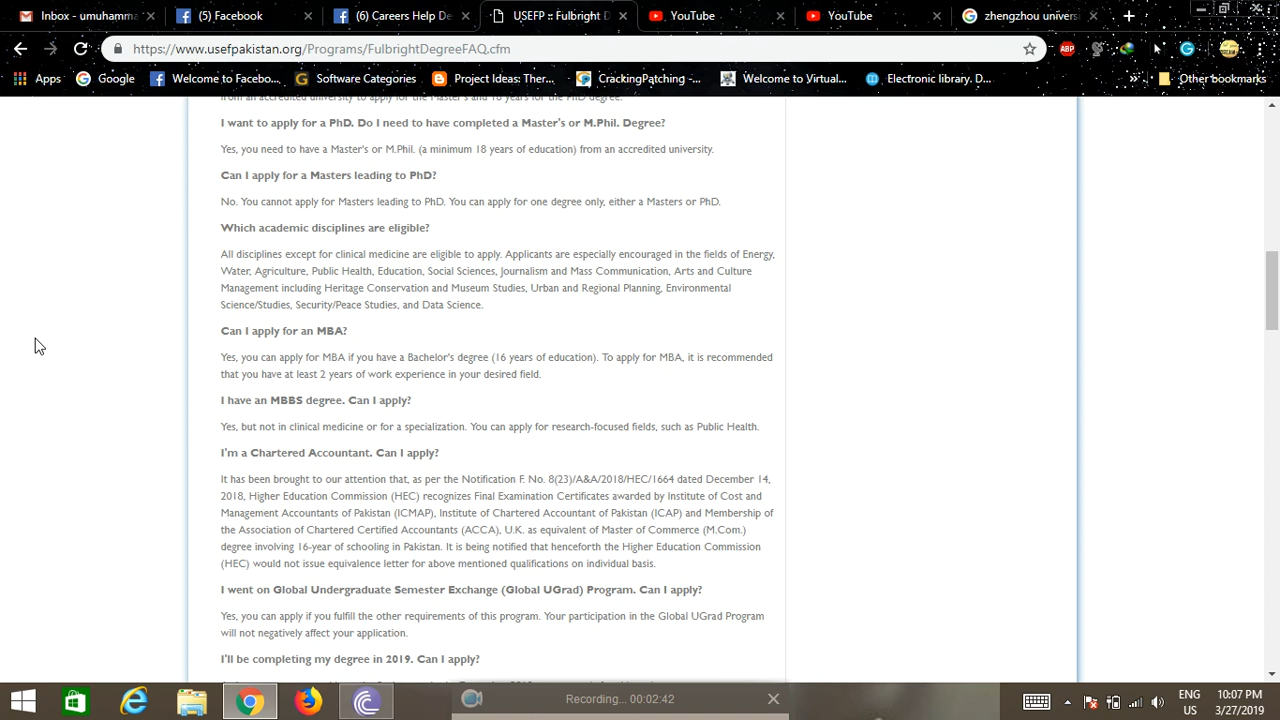 Inbox - umuhamma
(5) Facebook
(6) Careers Help De
USEFP :: Fulbright D
YouTube
YouTube
zhengzhou univers
https://www.usefpakistan.org/Programs/FulbrightDegreeFAQ.cfm
ABP
Apps
Google
Welcome to Facebo...
Software Categories
Project Ideas: Ther...
CrackingPatching -...
Welcome to Virtual...
Electronic library. D...
Other bookmarks
from an accredited university to apply for the Master's and 18 years for the PhD degree.
I want to apply for a PhD. Do I need to have completed a Master's or M.Phil. Degree?
Yes, you need to have a Master's or M.Phil. (a minimum 18 years of education) from an accredited university.
Can I apply for a Masters leading to PhD?
No. You cannot apply for Masters leading to PhD. You can apply for one degree only, either a Masters or PhD.
Which academic disciplines are eligible?
All disciplines except for clinical medicine are eligible to apply. Applicants are especially encouraged in the fields of Energy,
Water, Agriculture, Public Health, Education, Social Sciences, Journalism and Mass Communication, Arts and Culture
Management including Heritage Conservation and Museum Studies, Urban and Regional Planning, Environmental
Science/Studies, Security/Peace Studies, and Data Science.
Can I apply for an MBA?
Yes, you can apply for MBA if you have a Bachelor's degree (16 years of education). To apply for MBA, it is recommended
that you have at least 2 years of work experience in your desired field.
I have an MBBS degree. Can I apply?
Yes, but not in clinical medicine or for a specialization. You can apply for research-focused fields, such as Public Health.
I'm a Chartered Accountant. Can I apply?
It has been brought to our attention that, as per the Notification F. No. 8(23)/A&A/2018/HEC/1664 dated December 14,
2018, Higher Education Commission (HEC) recognizes Final Examination Certificates awarded by Institute of Cost and
Management Accountants of Pakistan (ICMAP), Institute of Chartered Accountant of Pakistan (ICAP) and Membership of
the Association of Chartered Certified Accountants (ACCA), U.K. as equivalent of Master of Commerce (M.Com.)
degree involving 16-year of schooling in Pakistan. It is being notified that henceforth the Higher Education Commission
(HEC) would not issue equivalence letter for above mentioned qualifications on individual basis.
I went on Global Undergraduate Semester Exchange (Global UGrad) Program. Can I apply?
Yes, you can apply if you fulfill the other requirements of this program. Your participation in the Global UGrad Program
will not negatively affect your application.
I'll be completing my degree in 2019. Can I apply?
Recording... 00:02:42
ENG
US
10:07 PM
3/27/2019